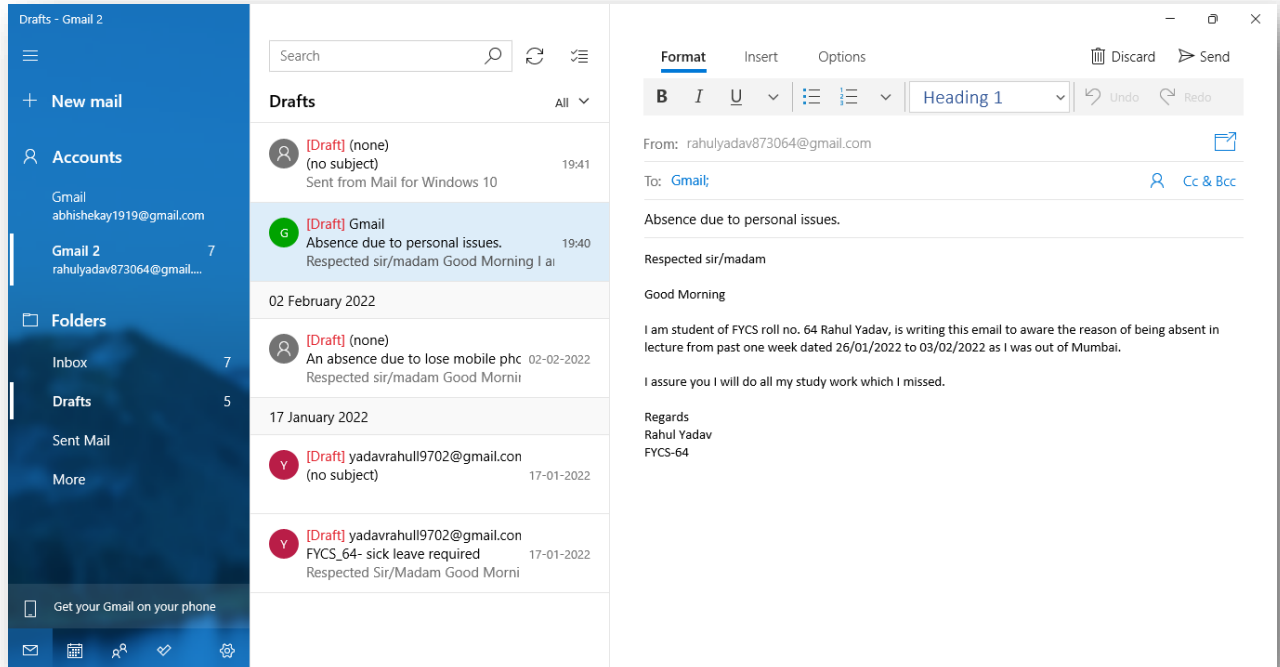 Drafts - Gmail 2
New mail
Accounts
Gmail
abhishekay1919@gmail.com
Gmail 2 7
rahulyadav873064@gmail....
Folders
Inbox 7
Drafts 5
Sent Mail
More
Get your Gmail on your phone
Search
Drafts
All
[Draft] (none)
(no subject) 19:41
Sent from Mail for Windows 10
G
[Draft] Gmail
Absence due to personal issues. 19:40
Respected sir/madam Good Morning I a
02 February 2022
[Draft] (none)
An absence due to lose mobile pho 02-02-2022
Respected sir/madam Good Mornin
17 January 2022
Y
[Draft] yadavrahull9702@gmail.con
(no subject) 17-01-2022
Y
[Draft] yadavrahull9702@gmail.con
FYCS_64- sick leave required 17-01-2022
Respected Sir/Madam Good Morni
Format Insert Options Discard Send
B I U 1 2 3 Heading 1 Undo Redo
From: rahulyadav873064@gmail.com
To: Gmail; Cc & Bcc
Absence due to personal issues.
Respected sir/madam
Good Morning
I am student of FYCS roll no. 64 Rahul Yadav, is writing this email to aware the reason of being absent in
lecture from past one week dated 26/01/2022 to 03/02/2022 as I was out of Mumbai.
I assure you I will do all my study work which I missed.
Regards
Rahul Yadav
FYCS-64